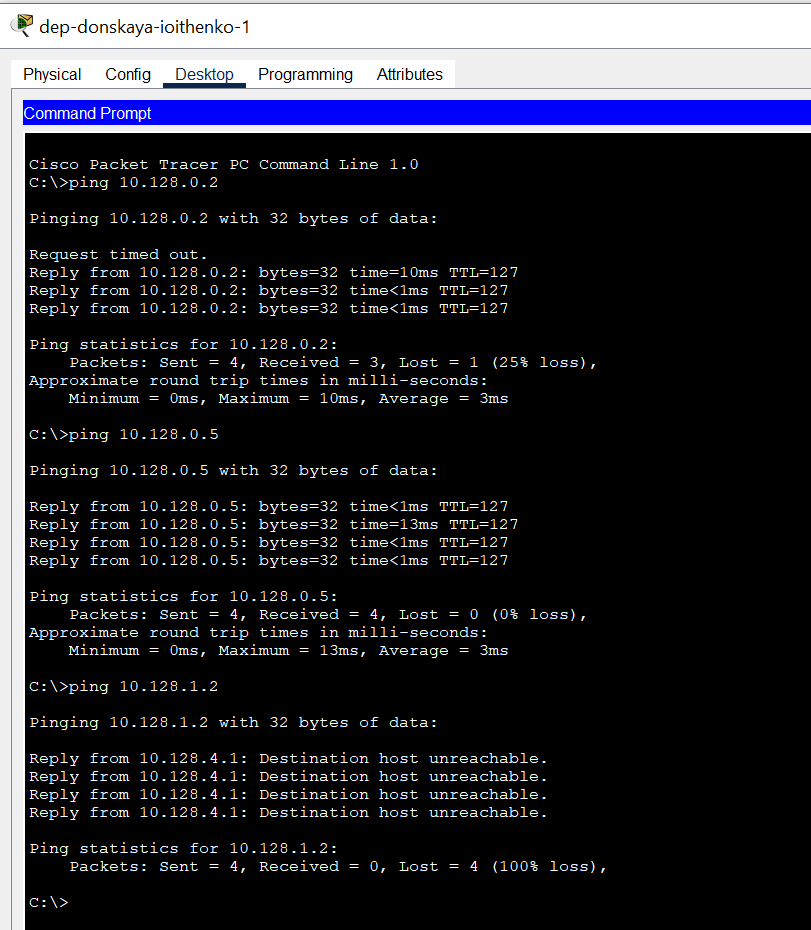 dep-donskaya-ioithenko-1
Physical Config Desktop Programming Attributes
Command Prompt
Cisco Packet Tracer PC Command Line 1.0
C:\>ping 10.128.0.2
Pinging 10.128.0.2 with 32 bytes of data:
Request timed out.
Reply from 10.128.0.2: bytes=32 time=10ms TTL=127
Reply from 10.128.0.2: bytes=32 time<1ms TTL=127
Reply from 10.128.0.2: bytes=32 time<1ms TTL=127
Ping statistics for 10.128.0.2:
    Packets: Sent = 4, Received = 3, Lost = 1 (25% loss),
Approximate round trip times in milli-seconds:
    Minimum = 0ms, Maximum = 10ms, Average = 3ms
C:\>ping 10.128.0.5
Pinging 10.128.0.5 with 32 bytes of data:
Reply from 10.128.0.5: bytes=32 time<1ms TTL=127
Reply from 10.128.0.5: bytes=32 time=13ms TTL=127
Reply from 10.128.0.5: bytes=32 time<1ms TTL=127
Reply from 10.128.0.5: bytes=32 time<1ms TTL=127
Ping statistics for 10.128.0.5:
    Packets: Sent = 4, Received = 4, Lost = 0 (0% loss),
Approximate round trip times in milli-seconds:
    Minimum = 0ms, Maximum = 13ms, Average = 3ms
C:\>ping 10.128.1.2
Pinging 10.128.1.2 with 32 bytes of data:
Reply from 10.128.4.1: Destination host unreachable.
Reply from 10.128.4.1: Destination host unreachable.
Reply from 10.128.4.1: Destination host unreachable.
Reply from 10.128.4.1: Destination host unreachable.
Ping statistics for 10.128.1.2:
    Packets: Sent = 4, Received = 0, Lost = 4 (100% loss),
C:\>